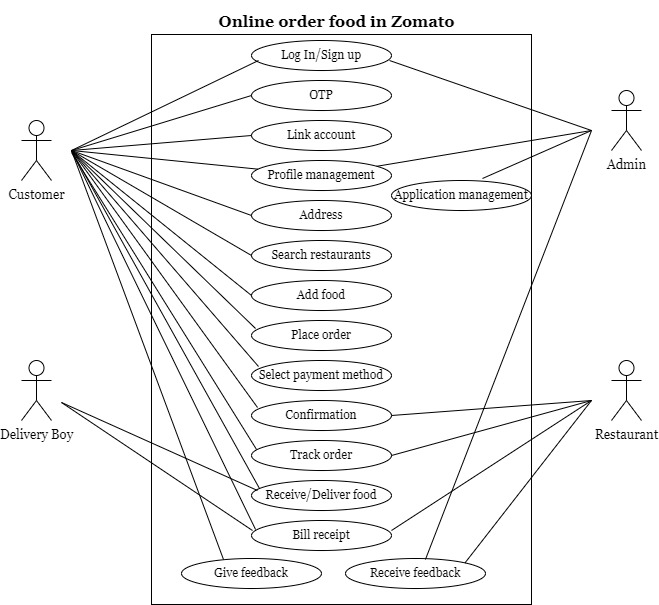 Online order food in Zomato
Log In/Sign up
OTP
Link account
Customer
Admin
Profile management
Application management
Address
Search restaurants
Add food
Place order
Select payment method
Confirmation
Delivery Boy
Restaurant
Track order
Receive/Deliver food
Bill receipt
Give feedback
Receive feedback